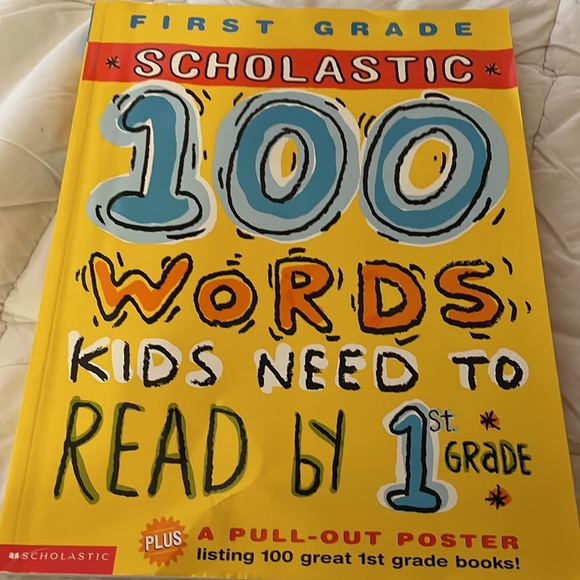 FIRST GRADE
* SCHOLASTIC *
100
WORDS
KIDS NEED TO
READ by 1st. GRaDE
PLUS A PULL-OUT POSTER
listing 100 great 1st grade books!
SCHOLASTIC